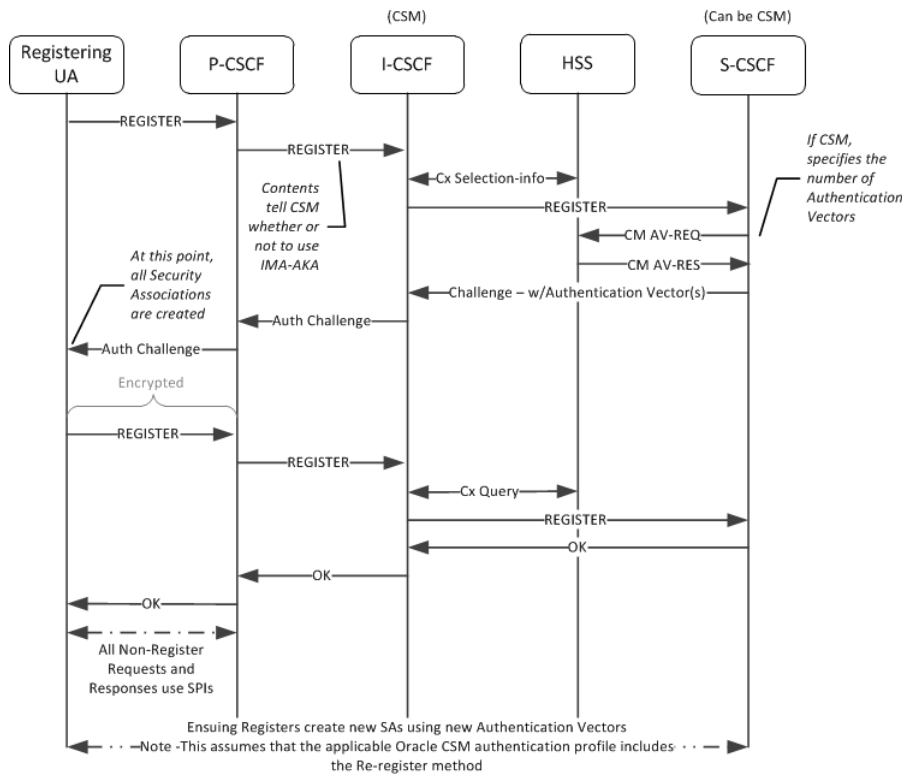 (CSM)
(Can be CSM)
Registering
UA
P-CSCF
I-CSCF
HSS
S-CSCF
REGISTER
REGISTER
If CSM,
specifies the
number of
Authentication
Vectors
Cx Selection-info
Contents
tell CSM
whether or
not to use
IMA-AKA
REGISTER
CM AV-REQ
At this point,
all Security
Associations
are created
CM AV-RES
Challenge – w/Authentication Vector(s)
Auth Challenge
Auth Challenge
Encrypted
REGISTER
REGISTER
Cx Query
REGISTER
OK
OK
OK
All Non-Register
Requests and
Responses use SPIs
Ensuing Registers create new SAs using new Authentication Vectors
Note -This assumes that the applicable Oracle CSM authentication profile includes
the Re-register method